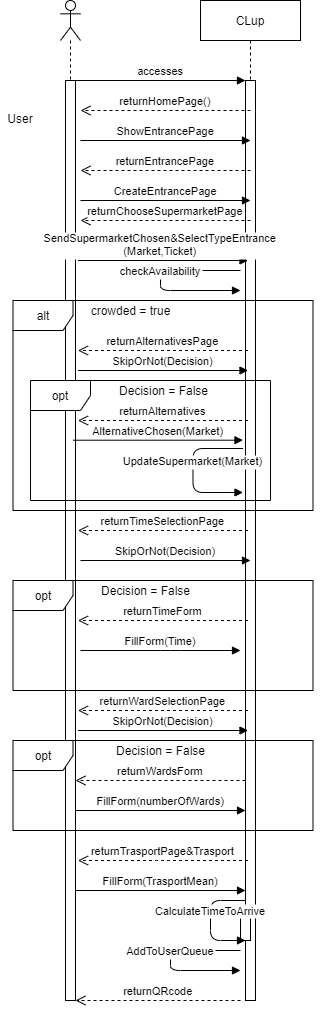 CLup
accesses
returnHomePage()
User
ShowEntrancePage
returnEntrancePage
CreateEntrancePage
returnChooseSupermarketPage
SendSupermarketChosen&SelectTypeEntrance
(Market,Ticket)
checkAvailability
alt
crowded = true
returnAlternativesPage
SkipOrNot(Decision)
opt
Decision = False
returnAlternatives
AlternativeChosen(Market)
UpdateSupermarket(Market)
returnTimeSelectionPage
SkipOrNot(Decision)
opt
Decision = False
returnTimeForm
FillForm(Time)
returnWardSelectionPage
SkipOrNot(Decision)
opt
Decision = False
returnWardsForm
FillForm(numberOfWards)
returnTrasportPage&Trasport
FillForm(TrasportMean)
CalculateTimeToArrive
AddToUserQueue
returnQRcode